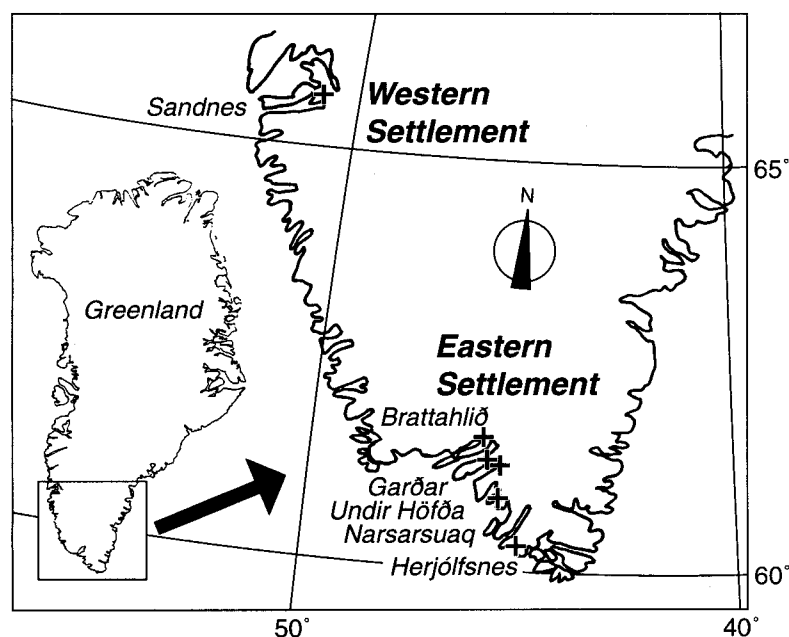 Sandnes
Western
Settlement
65°
N
Greenland
Eastern
Settlement
Brattahlið
Garðar
Undir Höfða
Narsarsuaq
Herjólfsnes
60°
50°
40°